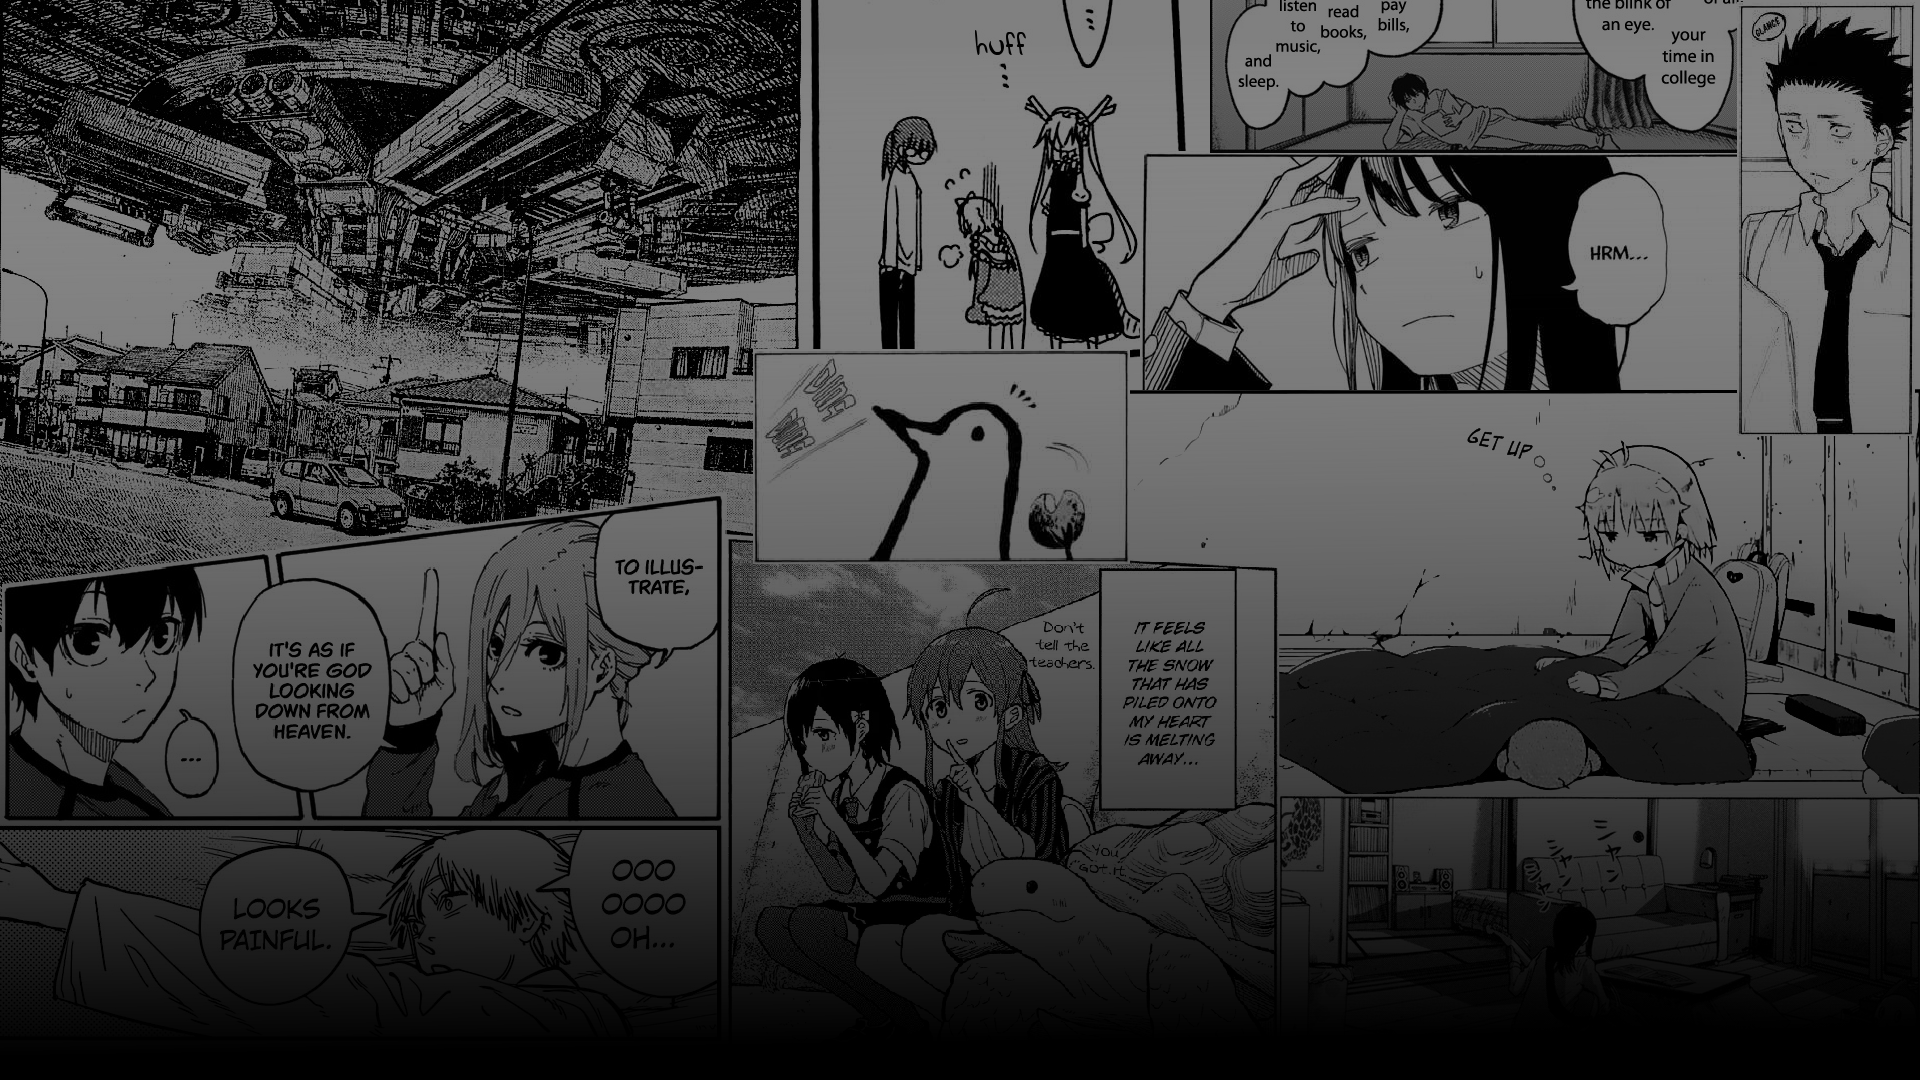 huff
listen
to
music,
read
books,
pay
bills,
and
sleep.
the blink of
an eye.
your
time in
college
GLANCE
HRM...
GET UP
TO ILLUS-
TRATE,
IT'S AS IF
YOU'RE GOD
LOOKING
DOWN FROM
HEAVEN.
...
Don't
tell the
teachers.
IT FEELS
LIKE ALL
THE SNOW
THAT HAS
PILED ONTO
MY HEART
IS MELTING
AWAY...
You
got it
LOOKS
PAINFUL.
OOO
OOOO
OH...